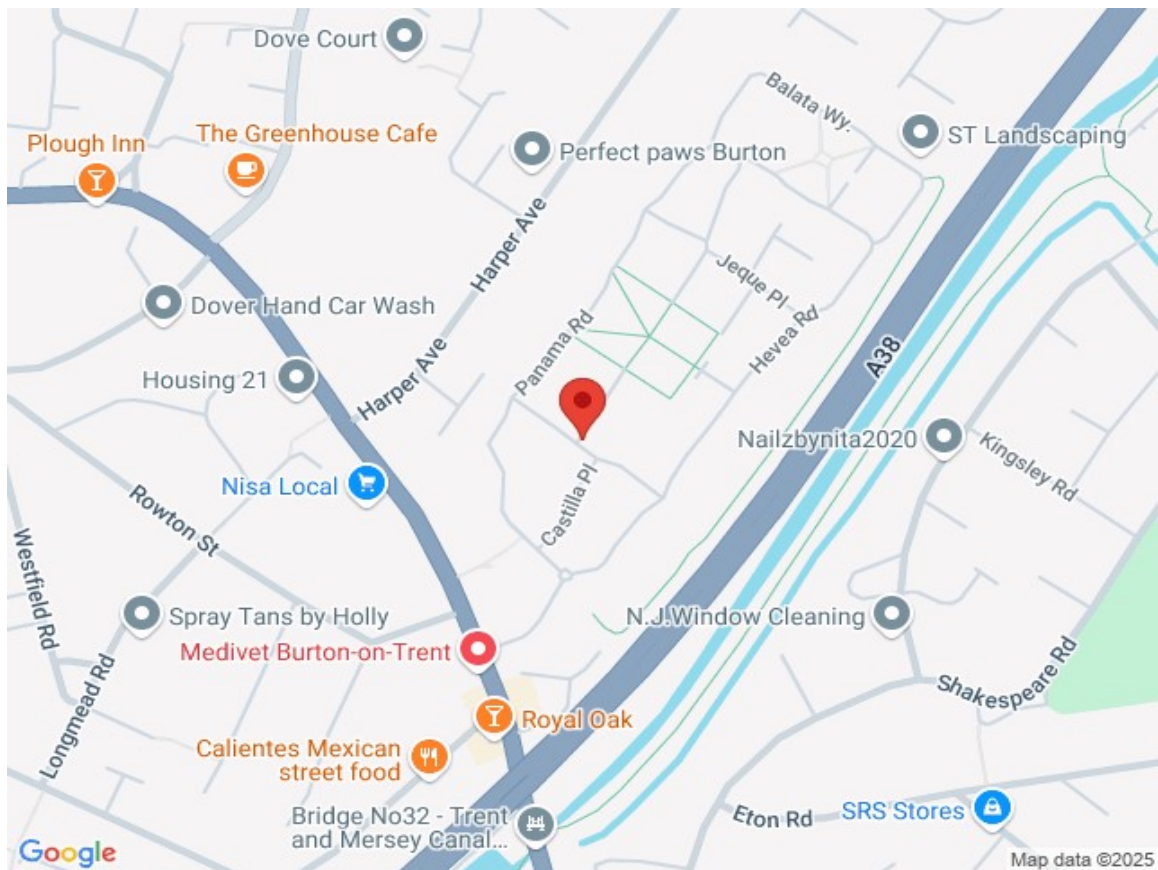 Dove Court
Plough Inn
The Greenhouse Cafe
Perfect paws Burton
Balata Wy.
ST Landscaping
Harper Ave
Dover Hand Car Wash
Jeque Pl
Panama Rd
Hevea Rd
A38
Housing 21
Harper Ave
Nailzbynita2020
Kingsley Rd
Nisa Local
Castilla Pl
Rowton St
Westfield Rd
Spray Tans by Holly
N.J.Window Cleaning
Medivet Burton-on-Trent
Longmead Rd
Shakespeare Rd
Royal Oak
Calientes Mexican
street food
Bridge No32 - Trent
and Mersey Canal...
Eton Rd
SRS Stores
Google
Map data ©2025